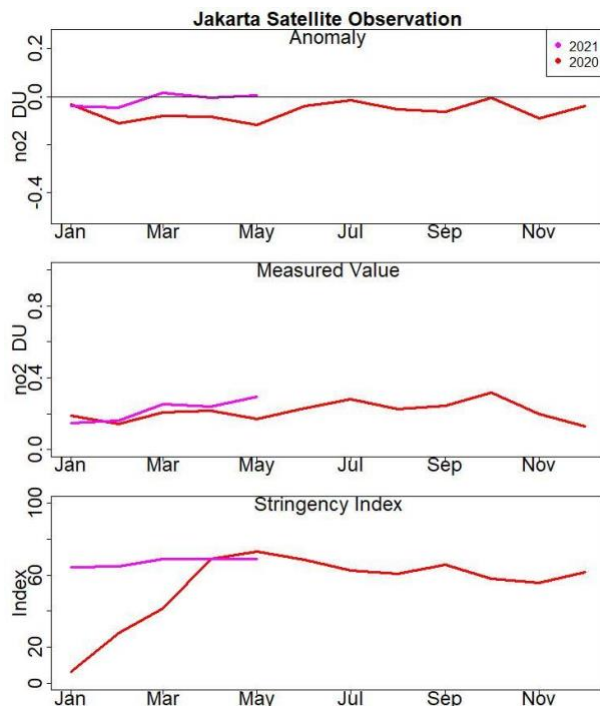 Jakarta Satellite Observation
Anomaly
2021
2020
no2 DU
0.2
0.0
-0.4
Jan Mar May Jul Sep Nov
Measured Value
no2 DU
0.8
0.4
0.0
Jan Mar May Jul Sep Nov
Stringency Index
Index
100
60
20
0
Jan Mar May Jul Sep Nov